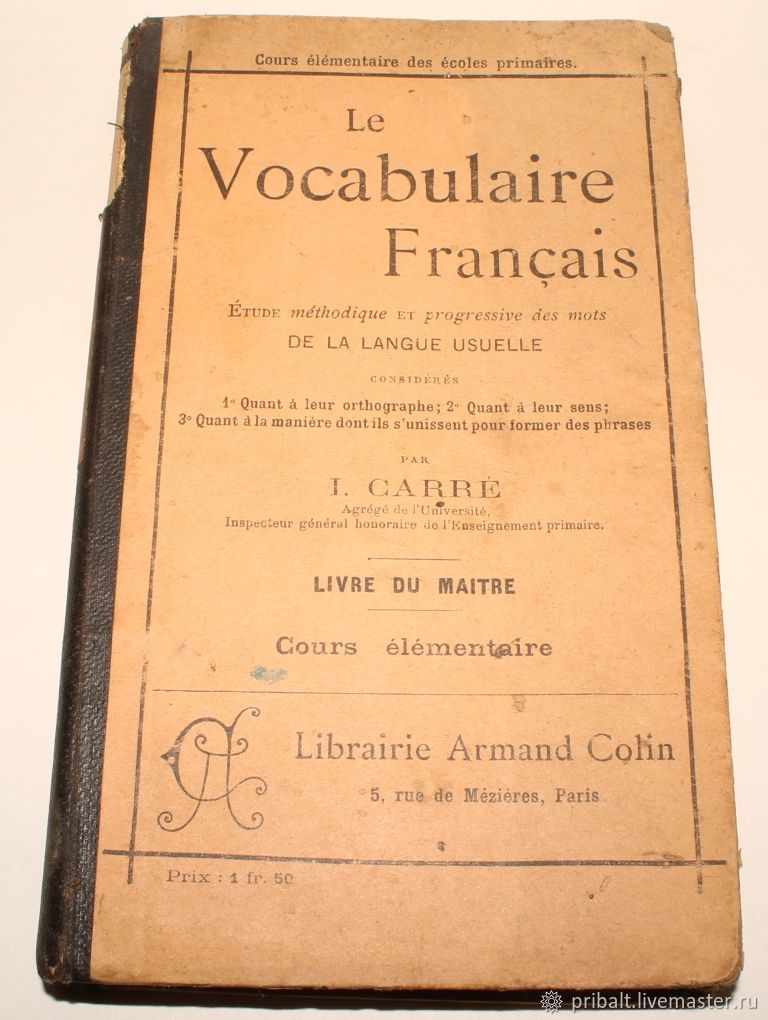 Cours élémentaire des écoles primaires.
Le
Vocabulaire
Français
ÉTUDE méthodique ET progressive des mots
DE LA LANGUE USUELLE
CONSIDÉRÉS
1° Quant à leur orthographe; 2° Quant à leur sens;
3° Quant à la manière dont ils s'unissent pour former des phrases
PAR
I. CARRÉ
Agrégé de l'Université,
Inspecteur général honoraire de l'Enseignement primaire.
LIVRE DU MAITRE
Cours élémentaire
AC
Librairie Armand Colin
5, rue de Mézières, Paris
Prix : 1 fr. 50
pribalt.livemaster.ru